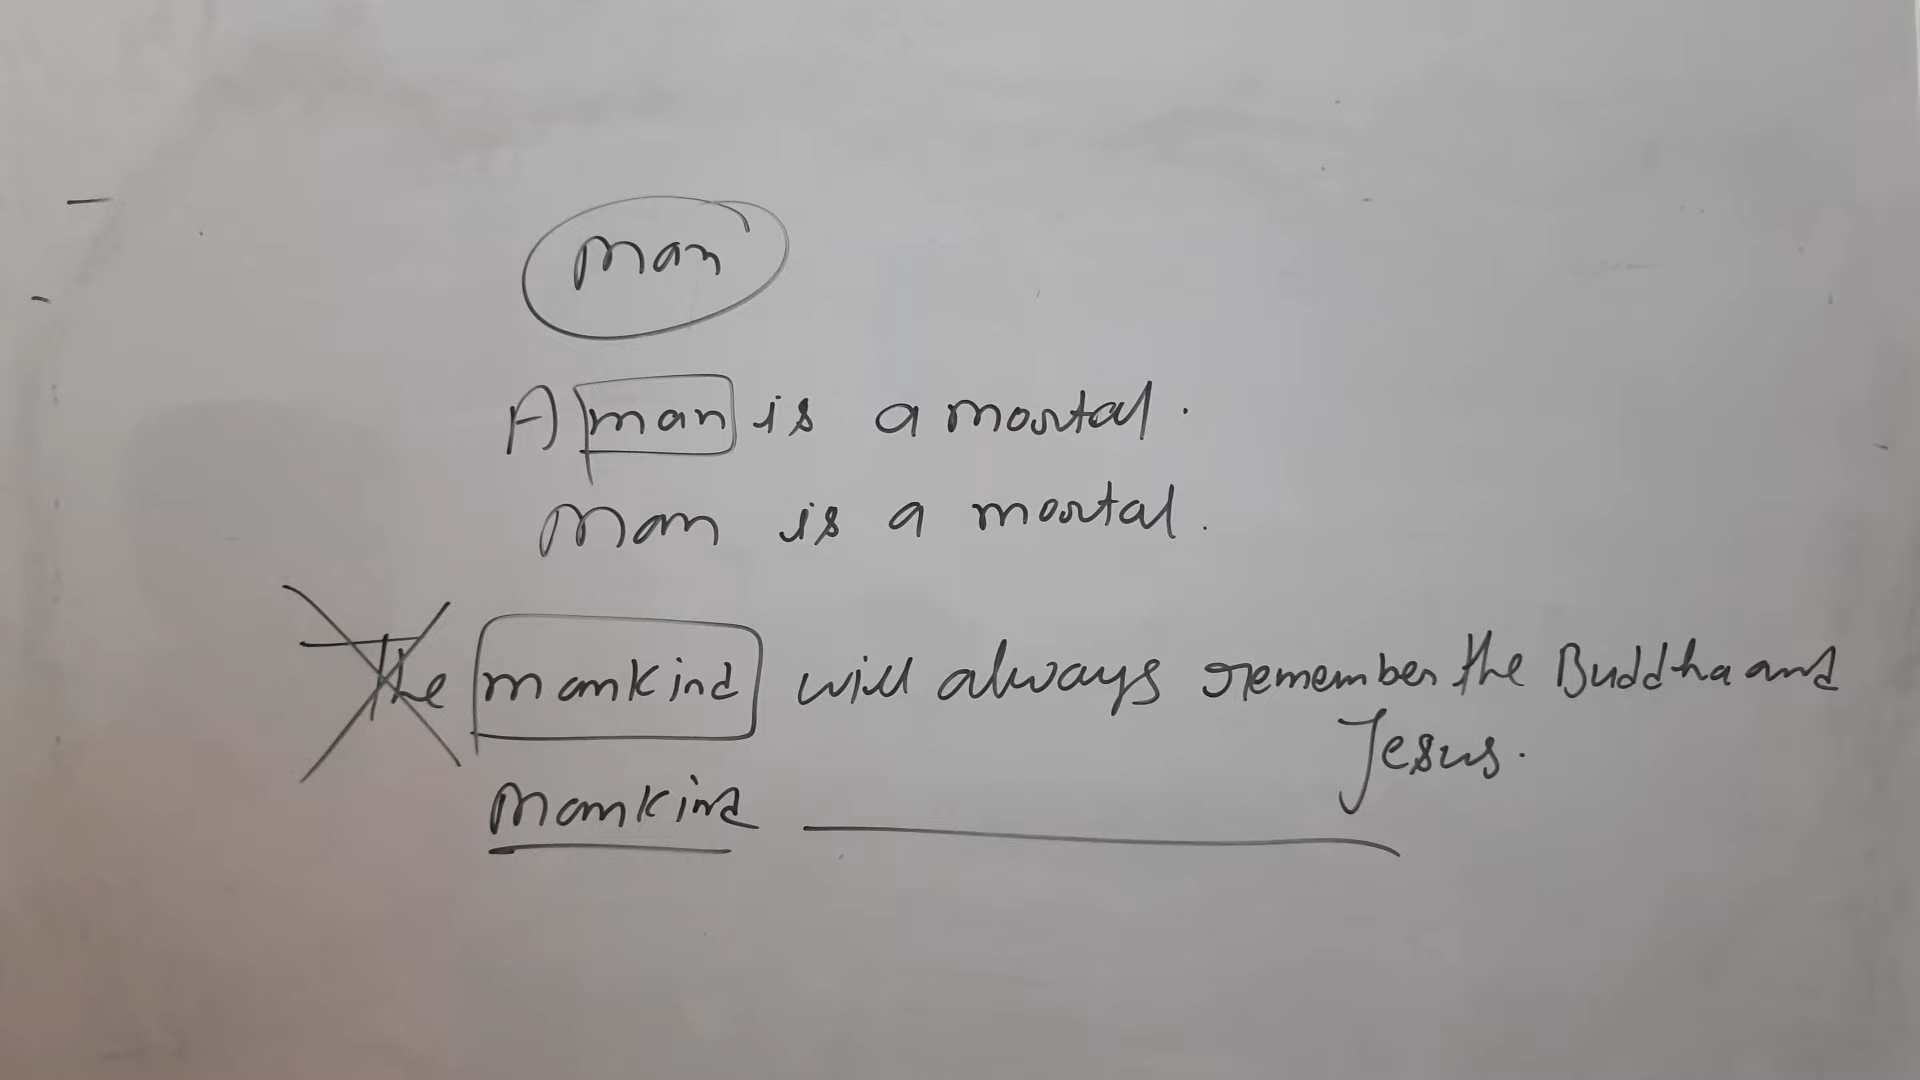 man
A man is a mortal.
Man is a mortal.
The mankind will always remember the Buddha and
Jesus.
Mankind